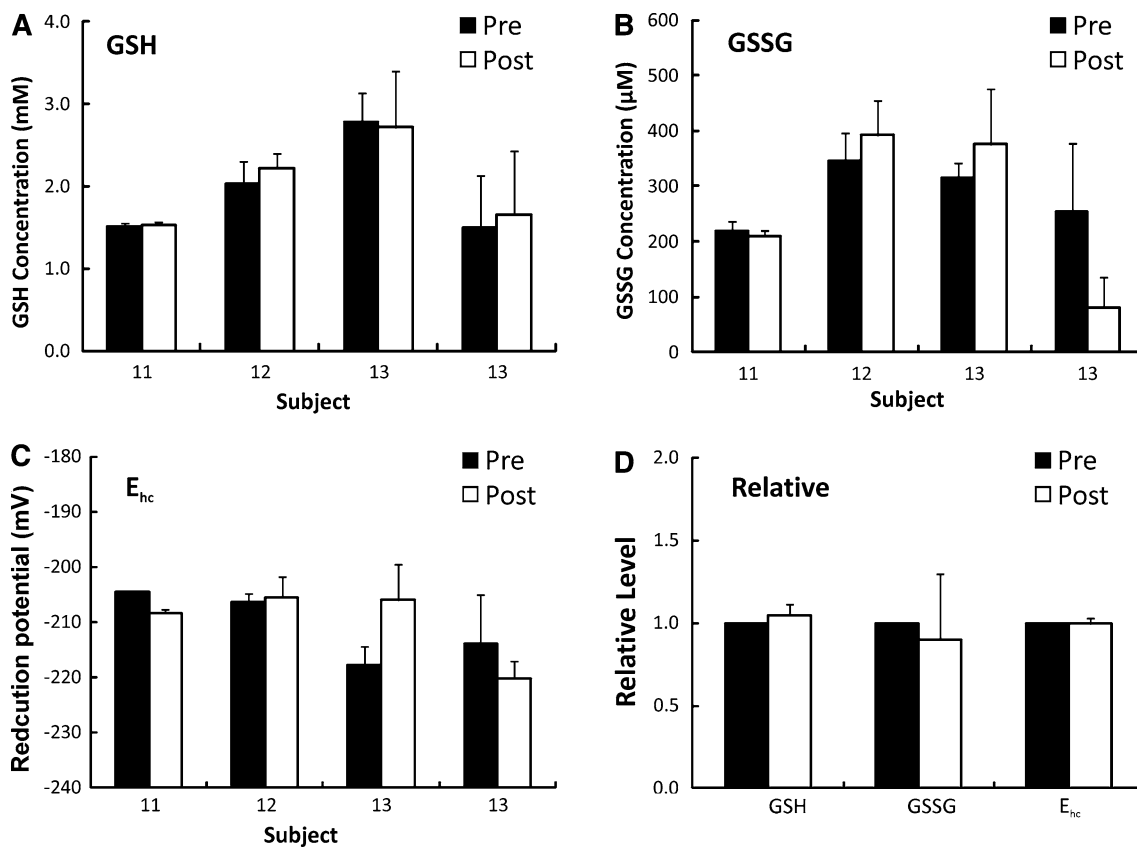 A
GSH
Pre
Post
GSH Concentration (mM)
4.0
3.0
2.0
1.0
0.0
11 12 13 13
Subject
B
GSSG
Pre
Post
GSSG Concentration (µM)
600
500
400
300
200
100
0
11 12 13 13
Subject
C
Ehc
Pre
Post
Redcution potential (mV)
-180
-190
-200
-210
-220
-230
-240
11 12 13 13
Subject
D
Relative
Pre
Post
Relative Level
2.0
1.5
1.0
0.5
0.0
GSH GSSG Ehc